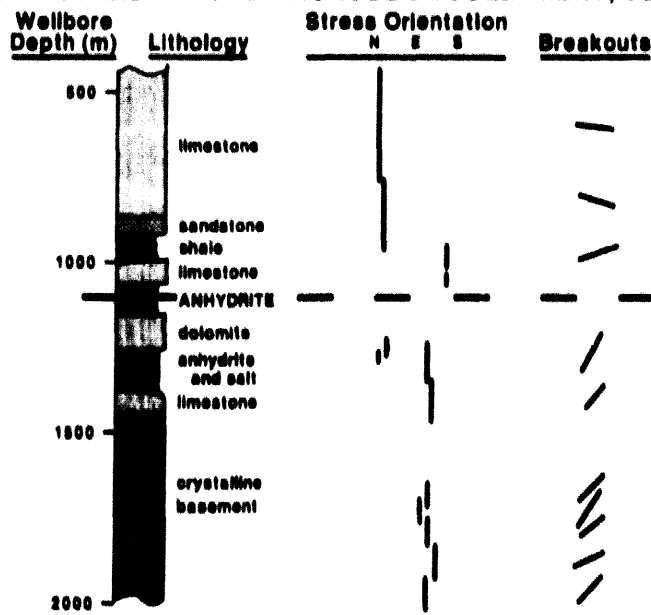 Wellbore Depth (m)
Lithology
Stress Orientation
N E S
Breakouts
500
limestone
sandstone
shale
1000
limestone
ANHYDRITE
dolomite
anhydrite
and salt
limestone
1500
crystalline
basement
2000